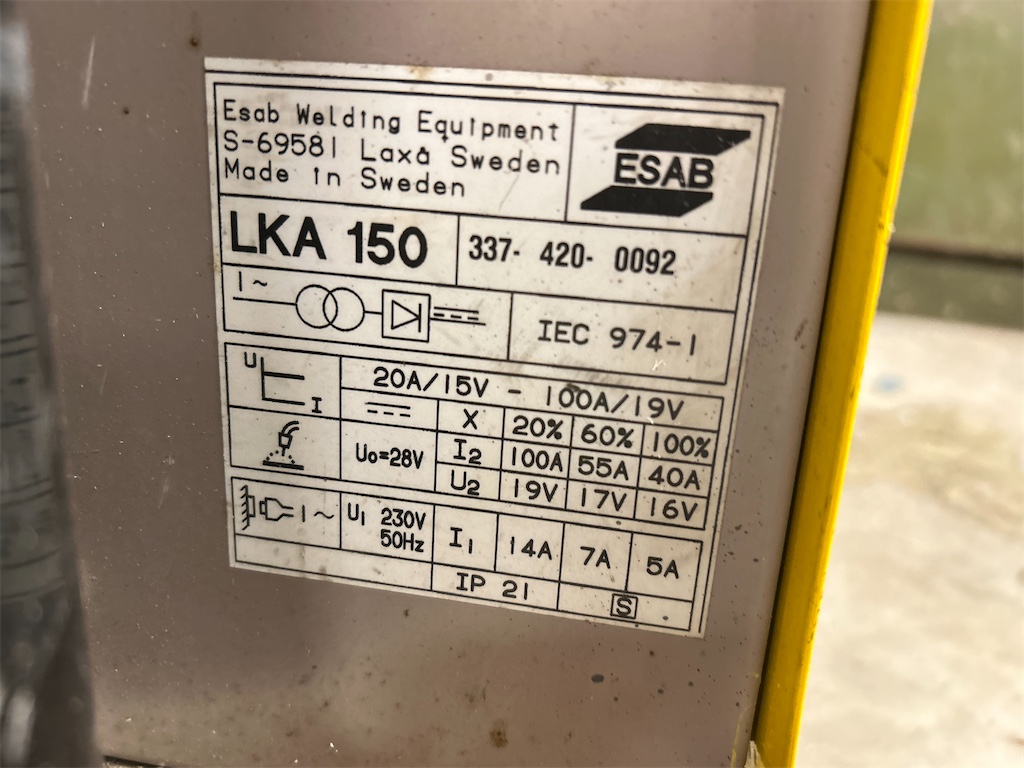 Esab Welding Equipment
S-69581 Laxå Sweden
Made in Sweden
ESAB
LKA 150
337- 420- 0092
1~
IEC 974-1
U
I
20A/15V - 100A/19V
X 20% 60% 100%
U₀=28V
I₂ 100A 55A 40A
U₂ 19V 17V 16V
1~
U₁ 230V
50Hz
I₁ 14A 7A 5A
IP 21
S